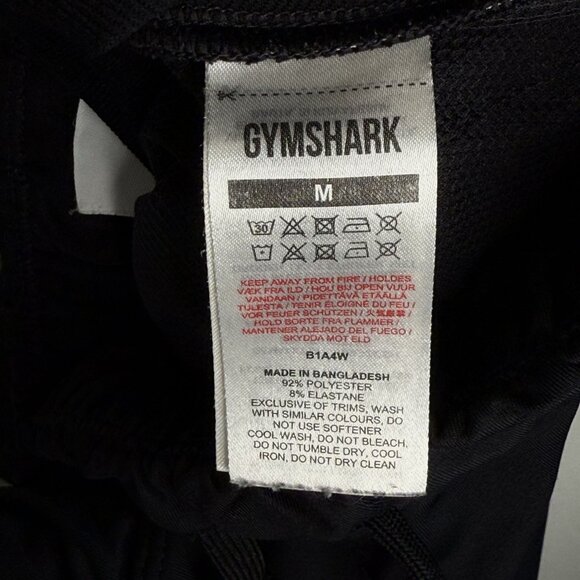 GYMSHARK
M
30
KEEP AWAY FROM FIRE / HOLDES
VÆK FRA ILD / HOU BIJ OPEN VUUR
VANDAAN / PIDETTÄVÄ ETÄÄLLÄ
TULESTA / TENIR ÉLOIGNÉ DU FEU /
VOR FEUER SCHÜTZEN / 火気厳禁 /
HOLD BORTE FRA FLAMMER /
MANTENER ALEJADO DEL FUEGO /
SKYDDA MOT ELD
B1A4W
MADE IN BANGLADESH
92% POLYESTER
8% ELASTANE
EXCLUSIVE OF TRIMS, WASH
WITH SIMILAR COLOURS, DO
NOT USE SOFTENER
COOL WASH, DO NOT BLEACH,
DO NOT TUMBLE DRY, COOL
IRON, DO NOT DRY CLEAN